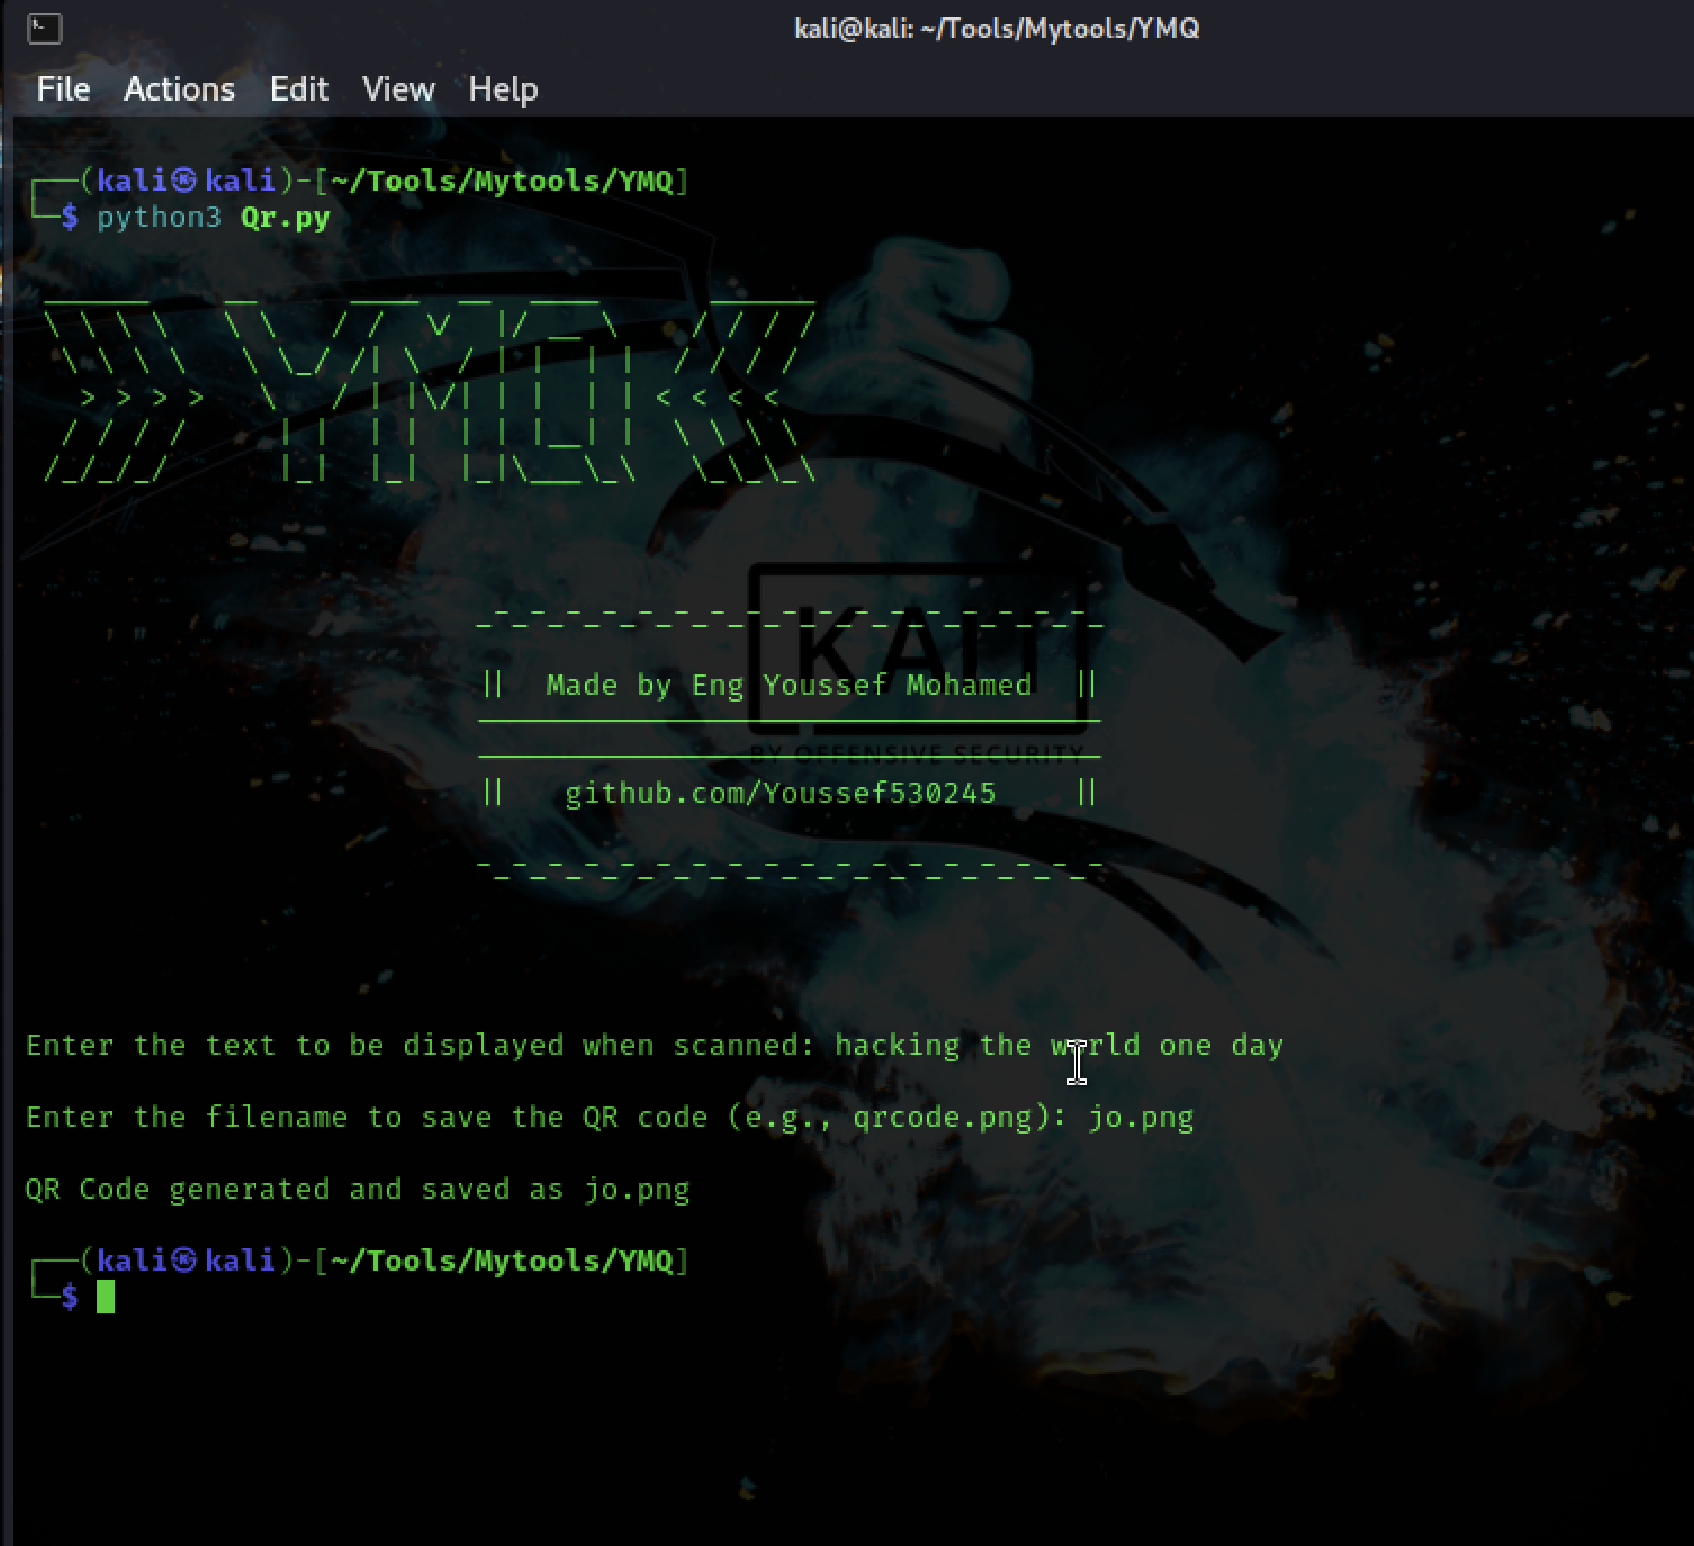 kali@kali: ~/Tools/Mytools/YMQ
File Actions Edit View Help
┌──(kali㉿kali)-[~/Tools/Mytools/YMQ]
└─$ python3 Qr.py
YMQ
KALI
|| Made by Eng Youssef Mohamed ||
BY OFFENSIVE SECURITY
|| github.com/Youssef530245 ||
Enter the text to be displayed when scanned: hacking the world one day
Enter the filename to save the QR code (e.g., qrcode.png): jo.png
QR Code generated and saved as jo.png
┌──(kali㉿kali)-[~/Tools/Mytools/YMQ]
└─$